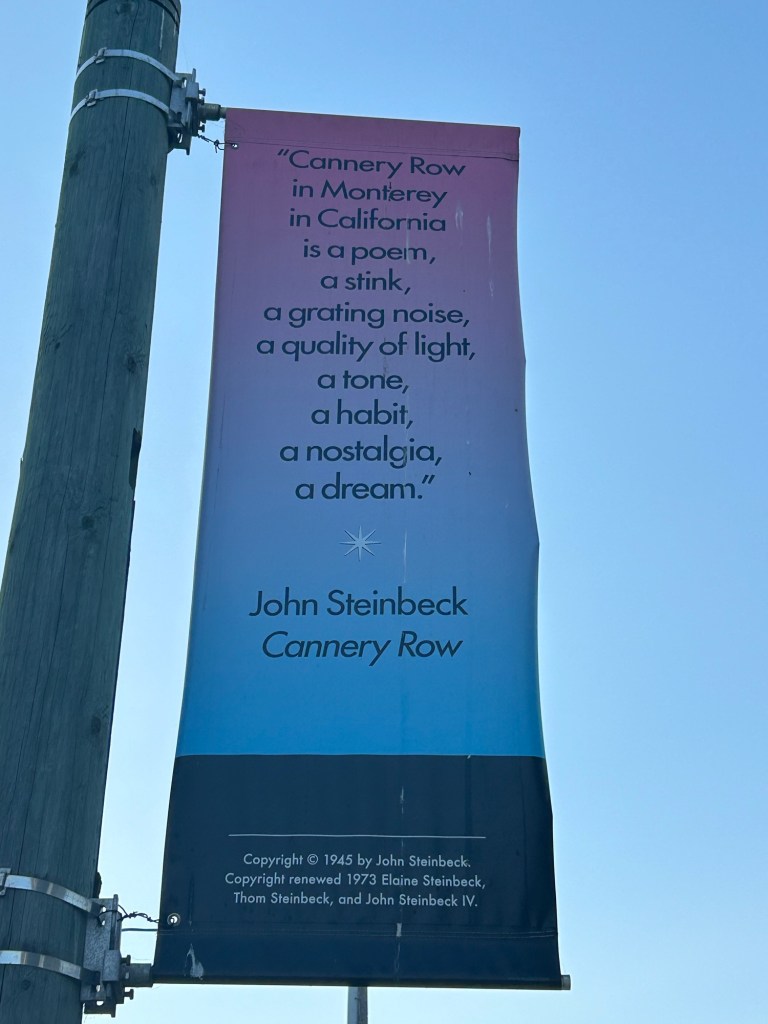 “Cannery Row
in Monterey
in California
is a poem,
a stink,
a grating noise,
a quality of light,
a tone,
a habit,
a nostalgia,
a dream.”
John Steinbeck
Cannery Row
Copyright © 1945 by John Steinbeck.
Copyright renewed 1973 Elaine Steinbeck,
Thom Steinbeck, and John Steinbeck IV.